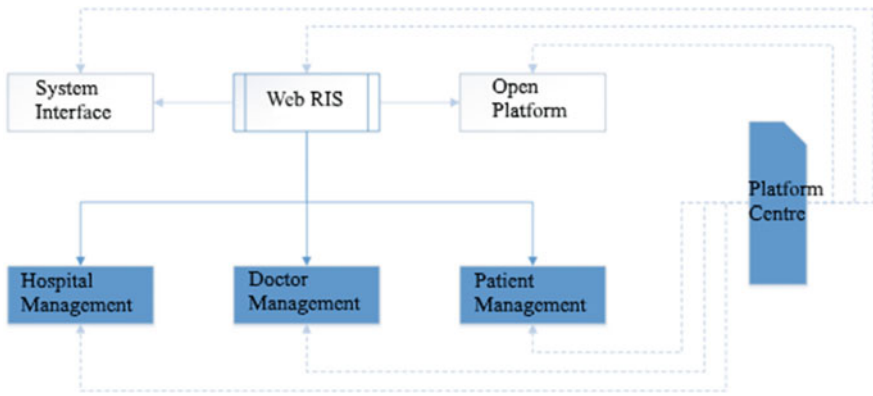 System
Interface
Web RIS
Open
Platform
Platform
Centre
Hospital
Management
Doctor
Management
Patient
Management